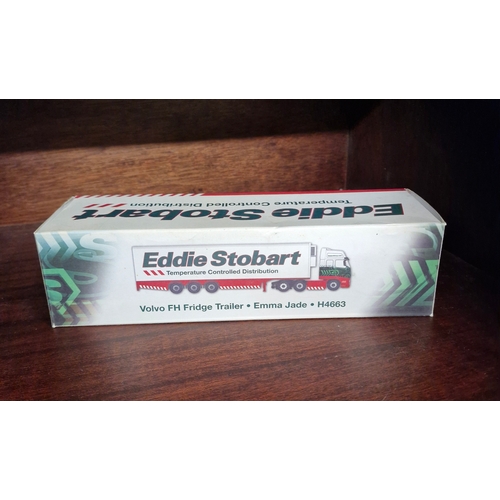 Temperature Controlled Distribution
Eddie Stobart
Eddie Stobart
Temperature Controlled Distribution
Volvo FH Fridge Trailer • Emma Jade • H4663